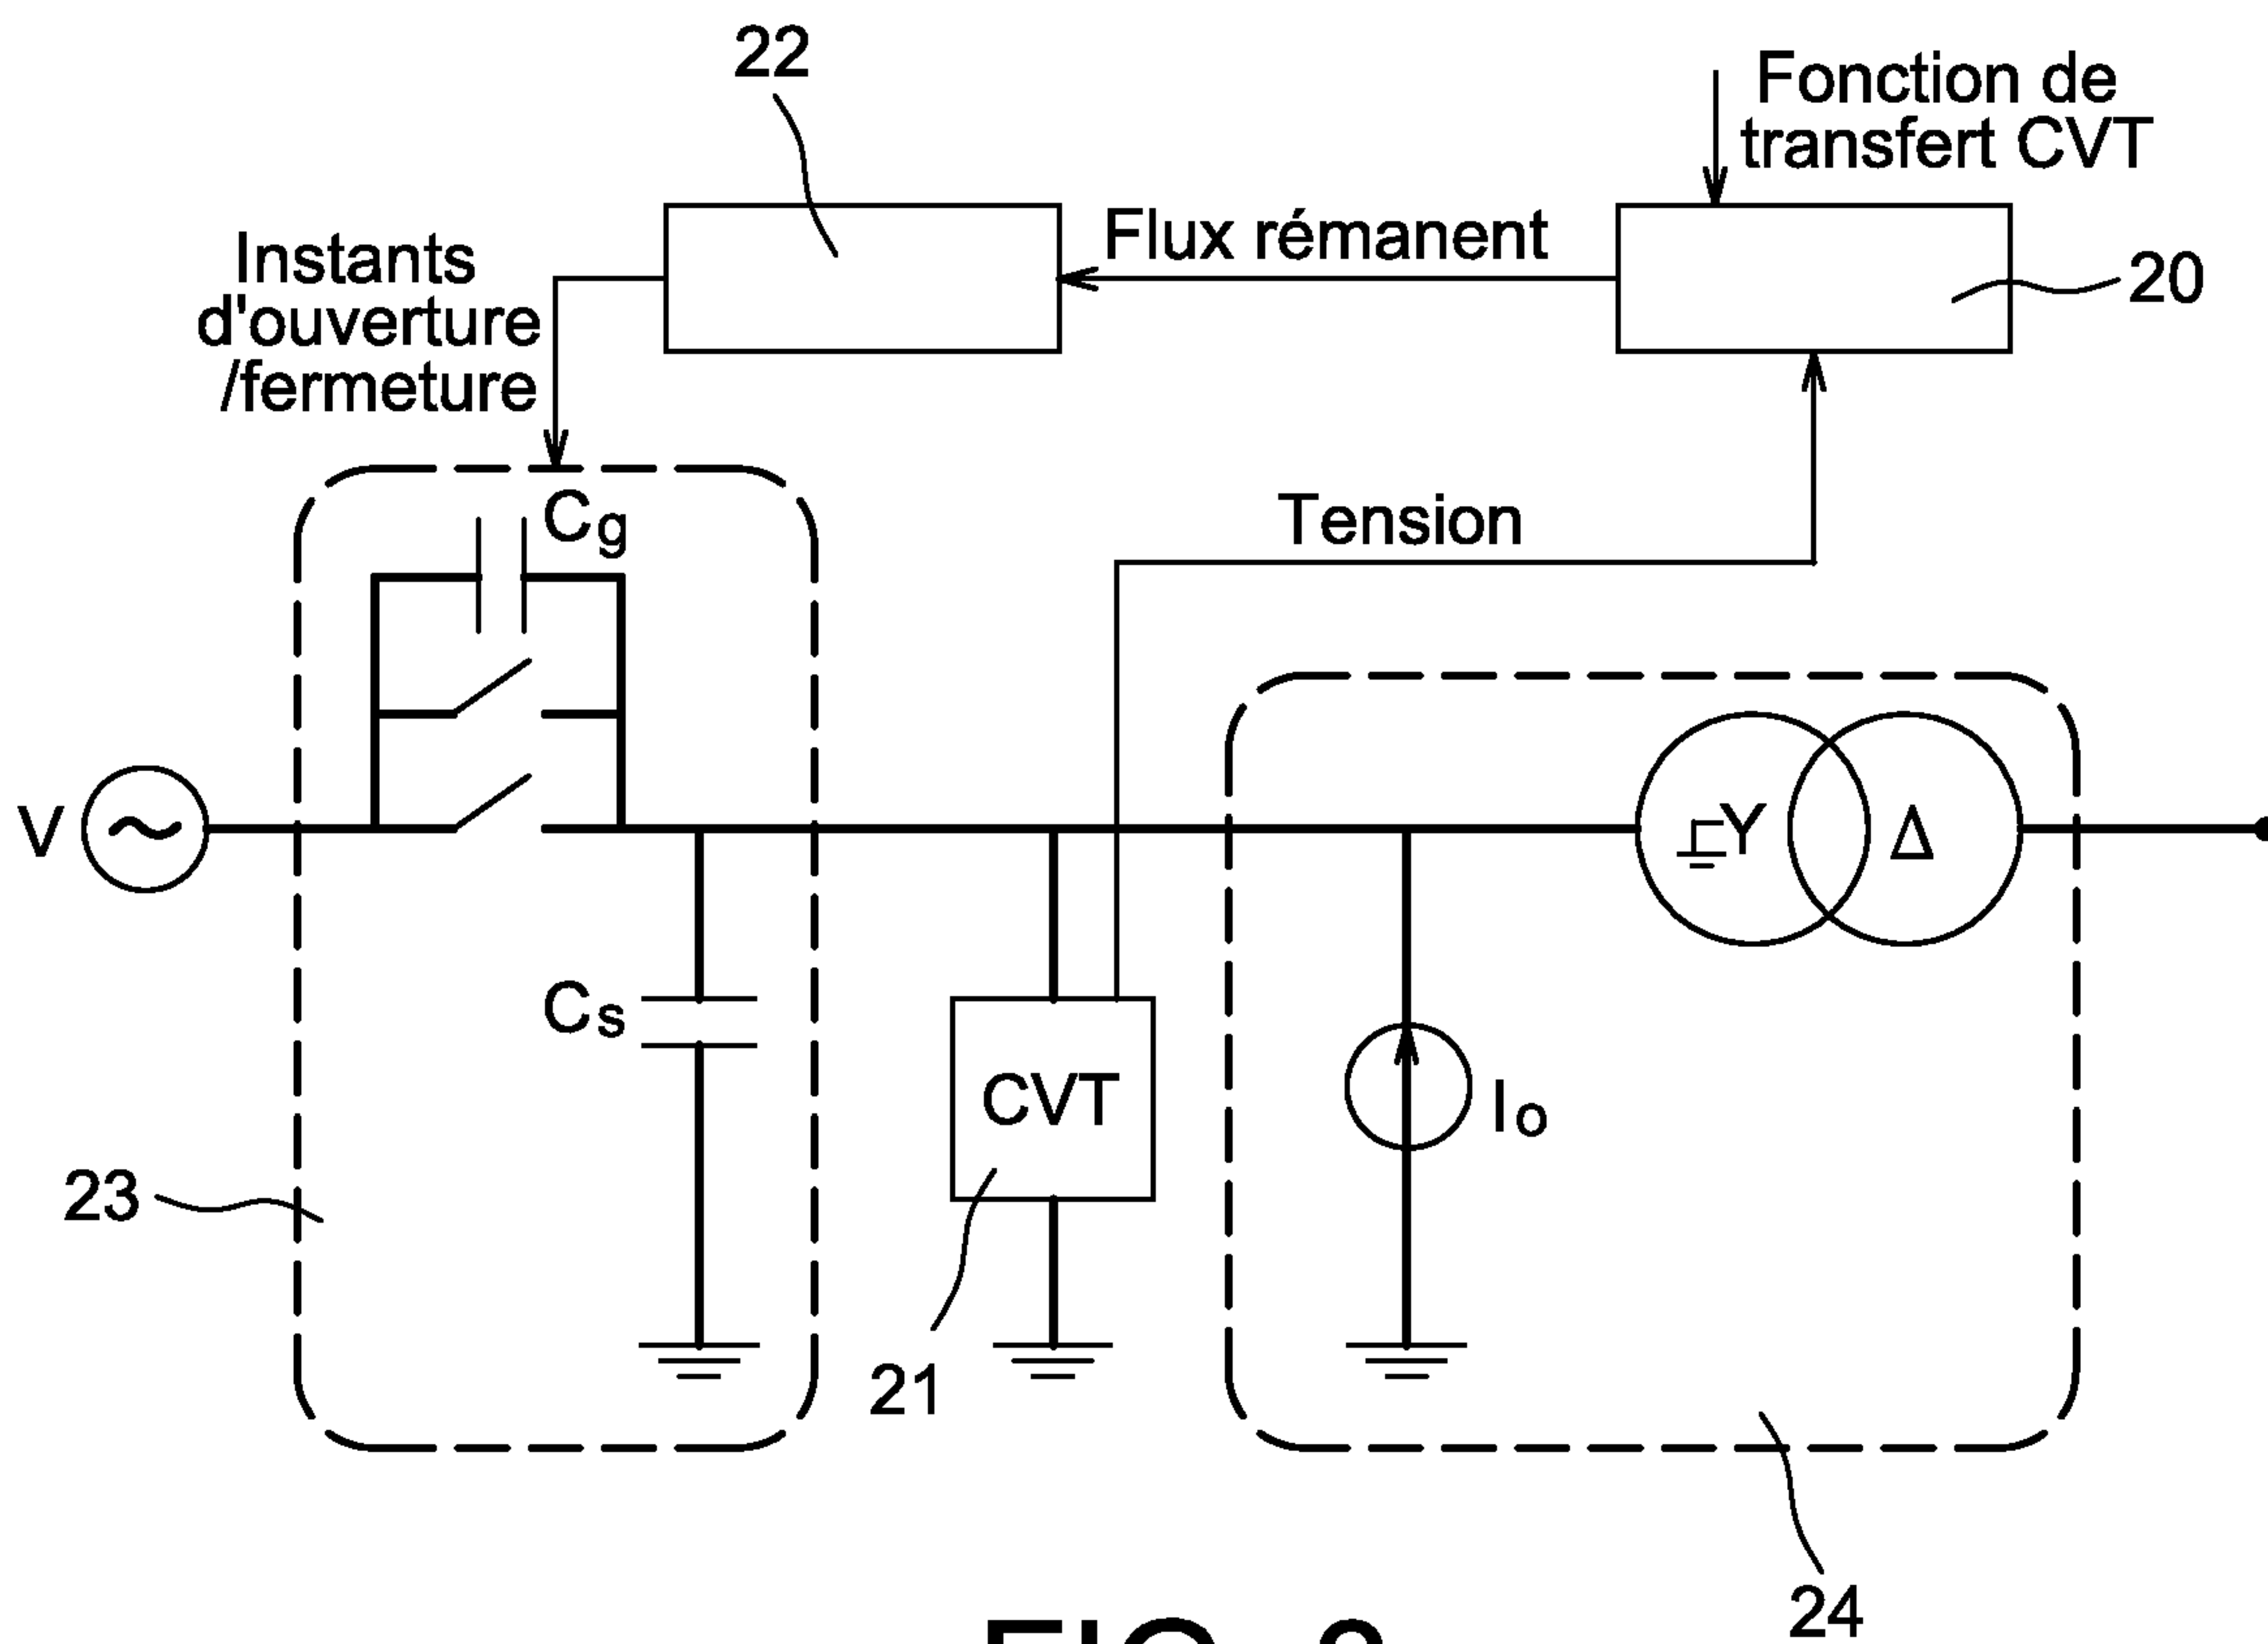 22
Fonction de
transfert CVT
Instants
d'ouverture
/fermeture
Flux rémanent
20
Cg
Tension
V
Y
Δ
Cs
CVT
Io
23
21
24